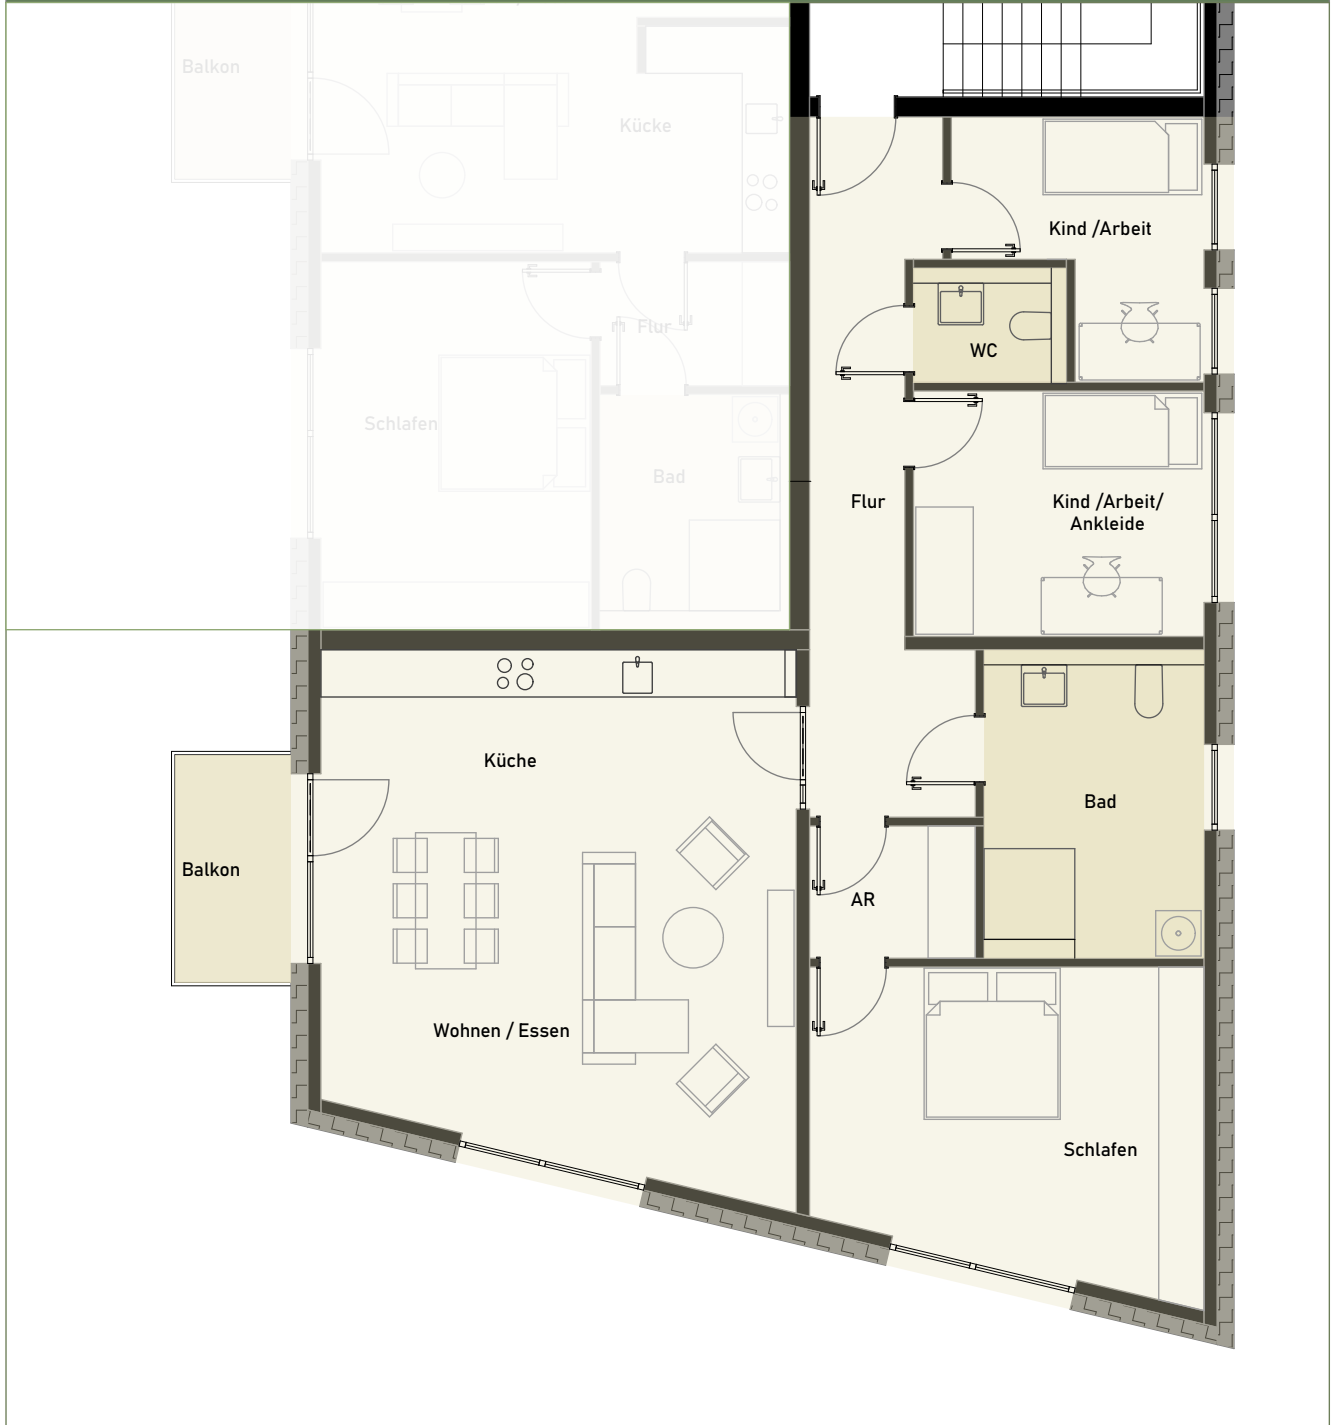 Balkon
Kücke
Kind /Arbeit
Flur
WC
Schlafen
Bad
Flur
Kind /Arbeit/
Ankleide
Küche
Bad
Balkon
AR
Wohnen / Essen
Schlafen